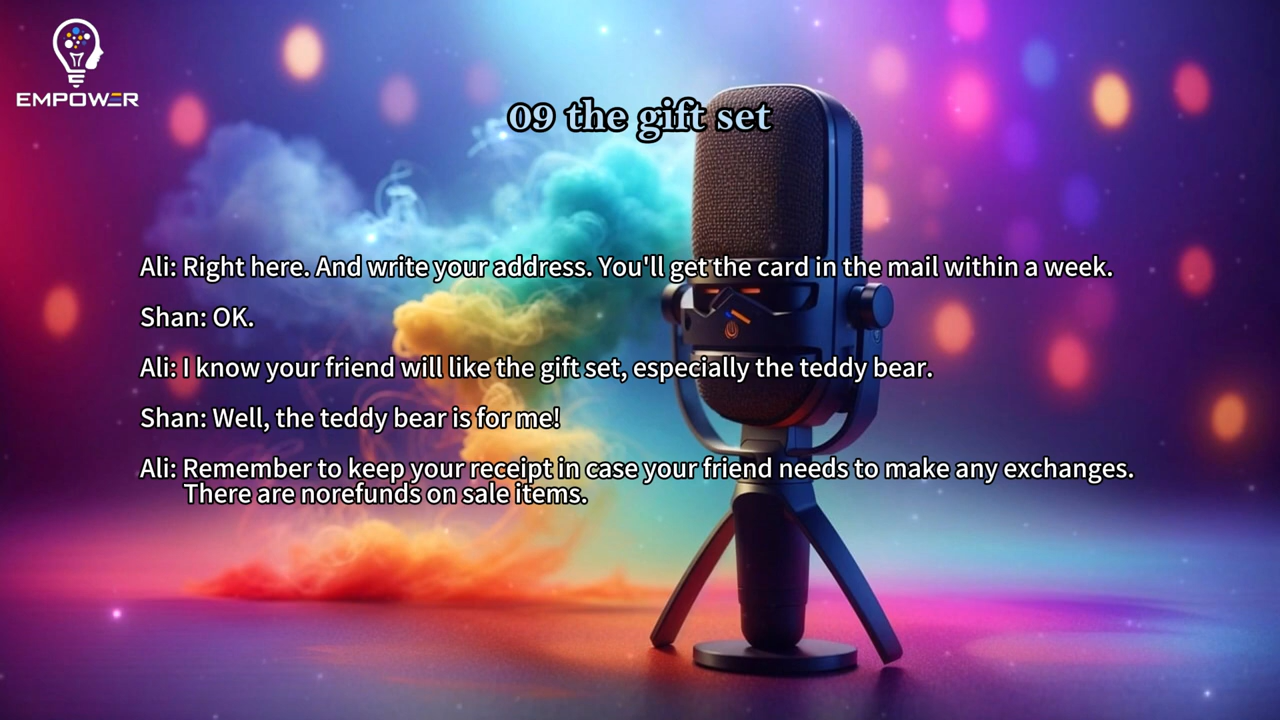 EMPOWER
09 the gift set
Ali: Right here. And write your address. You'll get the card in the mail within a week.
Shan: OK.
Ali: I know your friend will like the gift set, especially the teddy bear.
Shan: Well, the teddy bear is for me!
Ali: Remember to keep your receipt in case your friend needs to make any exchanges.
There are norefunds on sale items.